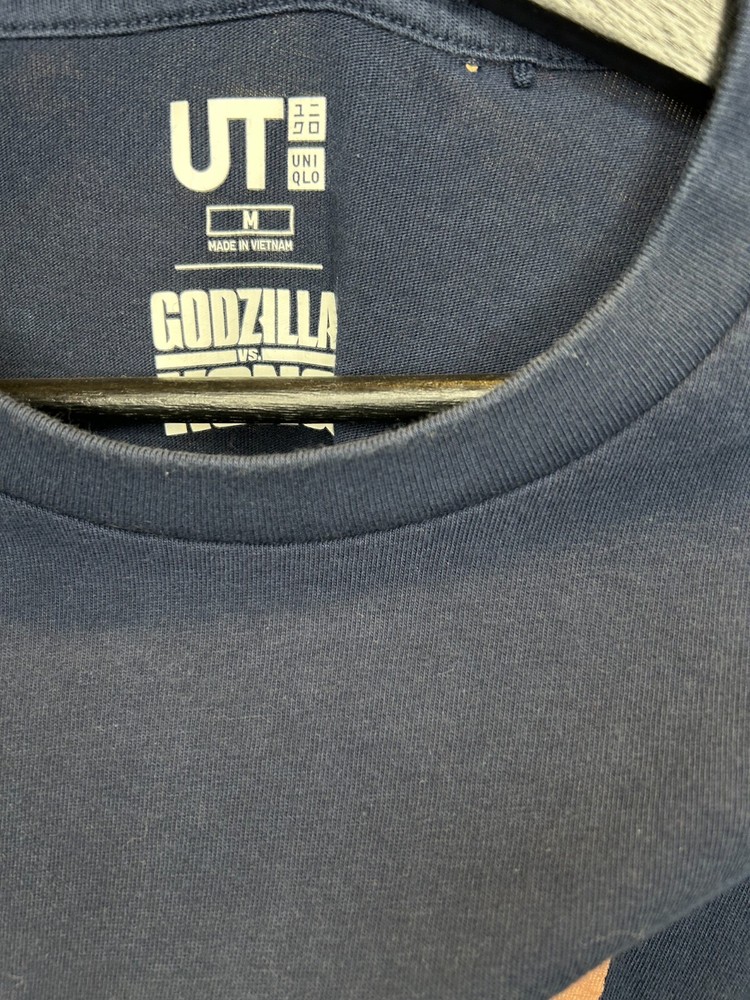 UT
ユニ
クロ
UNI
QLO
M
MADE IN VIETNAM
GODZILLA
VS.